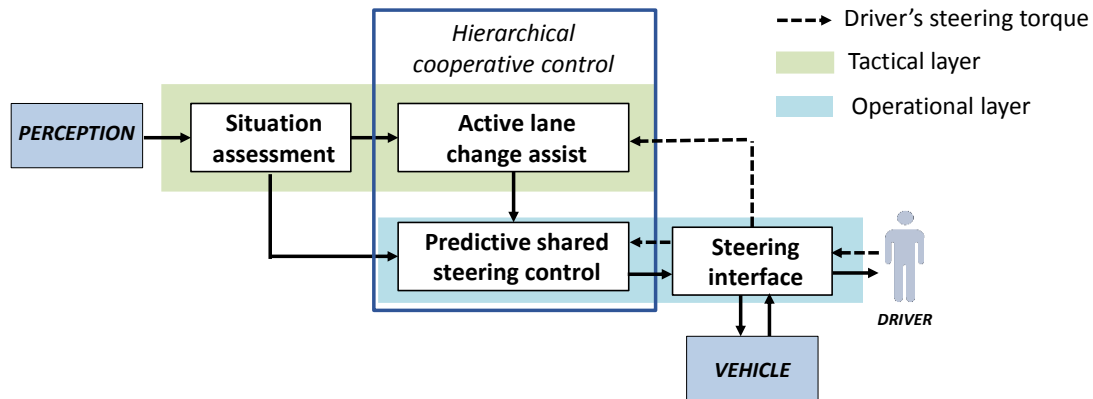 Hierarchical
cooperative control
Driver's steering torque
Tactical layer
Operational layer
PERCEPTION
Situation
assessment
Active lane
change assist
Predictive shared
steering control
Steering
interface
DRIVER
VEHICLE